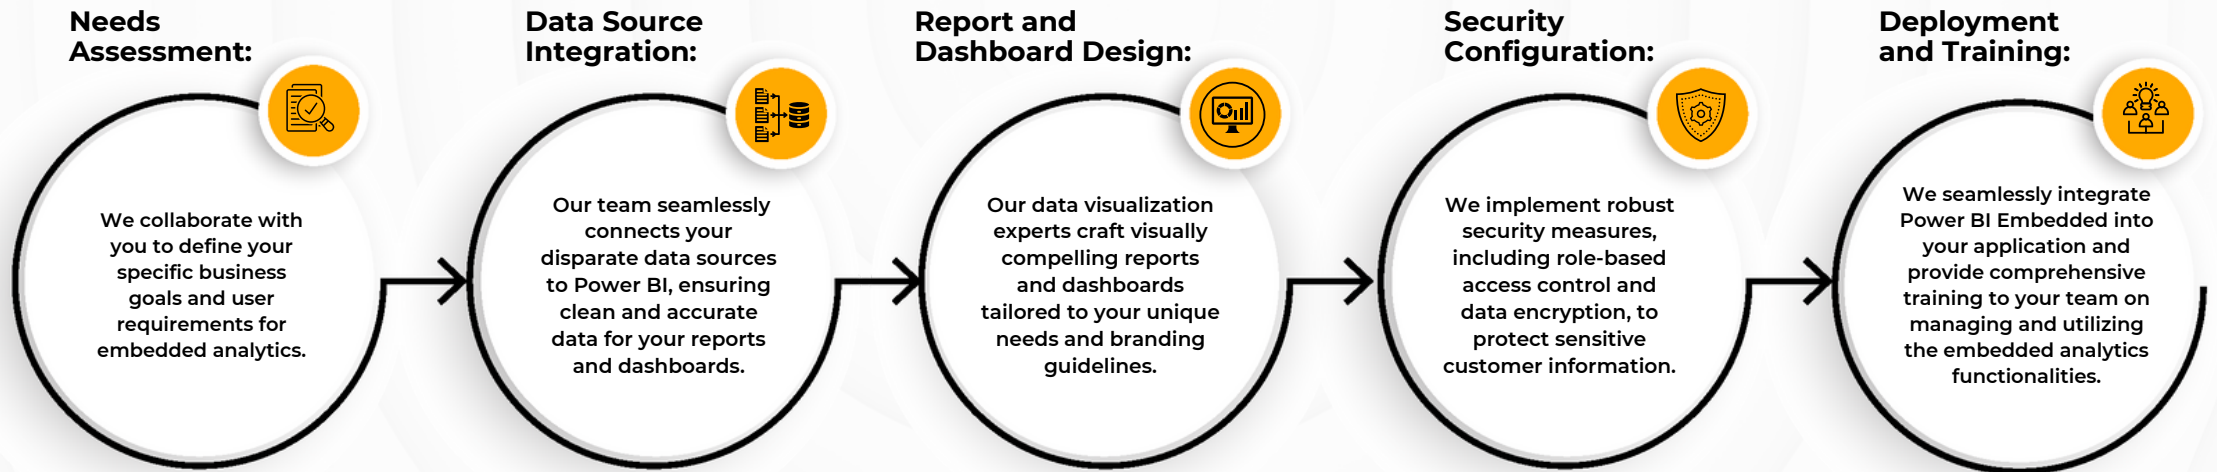 Needs
Assessment:
We collaborate with
you to define your
specific business
goals and user
requirements for
embedded analytics.
Data Source
Integration:
Our team seamlessly
connects your
disparate data sources
to Power BI, ensuring
clean and accurate
data for your reports
and dashboards.
Report and
Dashboard Design:
Our data visualization
experts craft visually
compelling reports
and dashboards
tailored to your unique
needs and branding
guidelines.
Security
Configuration:
We implement robust
security measures,
including role-based
access control and
data encryption, to
protect sensitive
customer information.
Deployment
and Training:
We seamlessly integrate
Power BI Embedded into
your application and
provide comprehensive
training to your team on
managing and utilizing
the embedded analytics
functionalities.